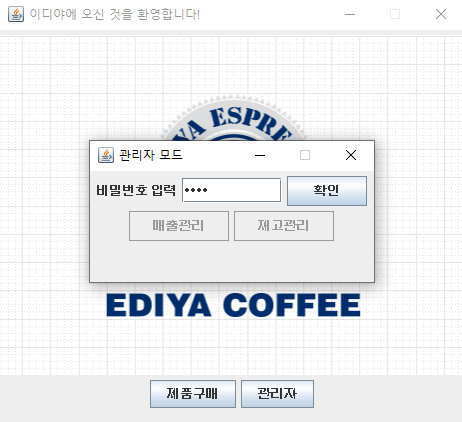 이디야에 오신 것을 환영합니다!
YA ESPRE
관리자 모드
비밀번호 입력 •••• 확인
매출관리 재고관리
EDIYA COFFEE
제품구매 관리자